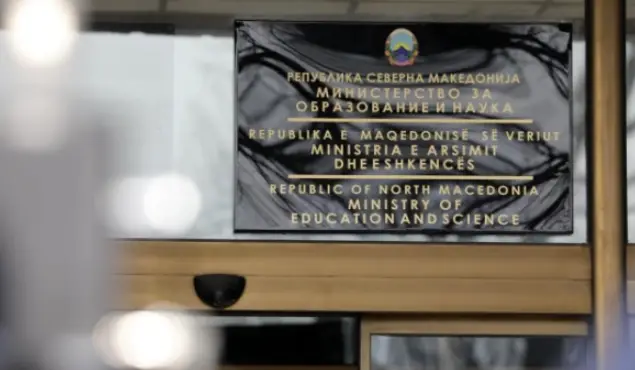 РЕПУБЛИКА СЕВЕРНА МАКЕДОНИЈА
МИНИСТЕРСТВО ЗА
ОБРАЗОВАНИЕ И НАУКА
REPUBLIKA E MAQEDONISË SË VERIUT
MINISTRIA E ARSIMIT
DHE ESHKENCËS
REPUBLIC OF NORTH MACEDONIA
MINISTRY OF
EDUCATION AND SCIENCE